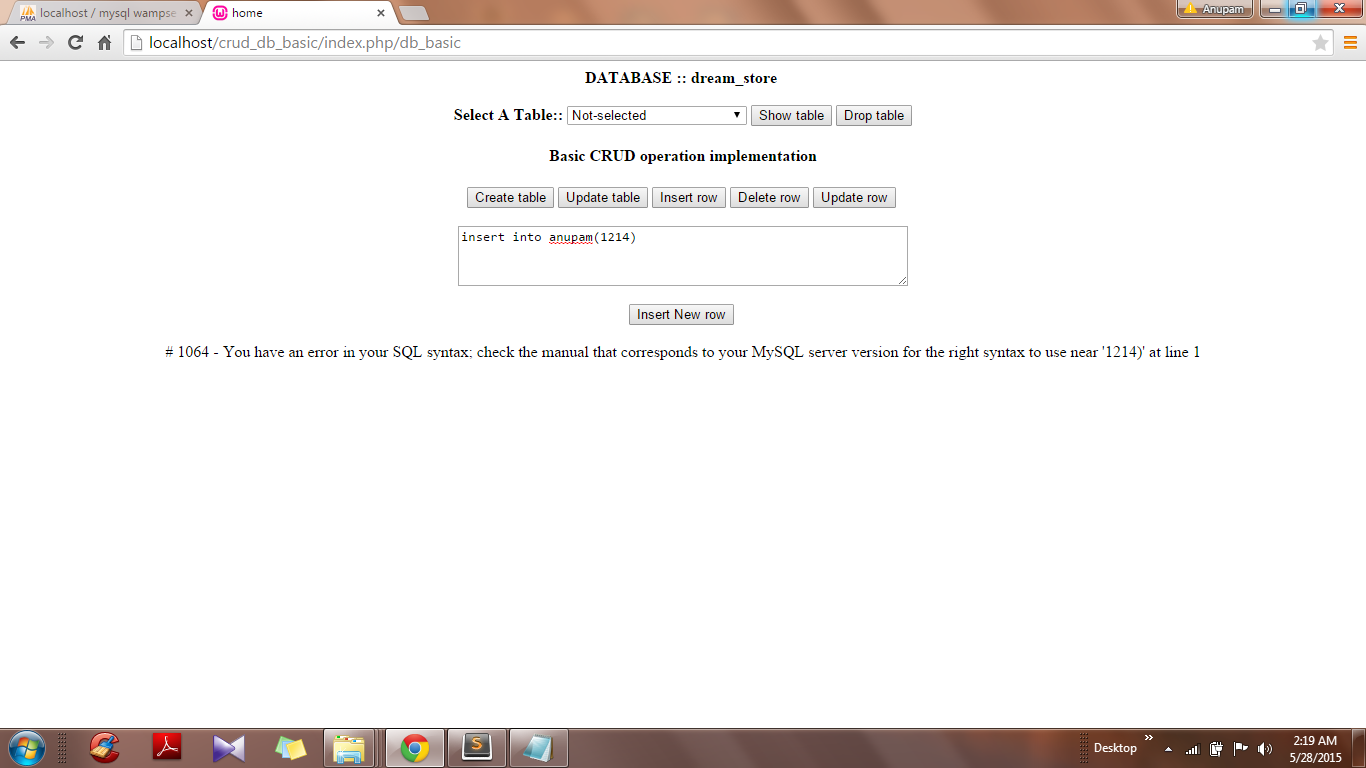 localhost / mysql wampse
home
Anupam
localhost/crud_db_basic/index.php/db_basic
DATABASE :: dream_store
Select A Table:: Not-selected Show table Drop table
Basic CRUD operation implementation
Create table Update table Insert row Delete row Update row
insert into anupam(1214)
Insert New row
# 1064 - You have an error in your SQL syntax; check the manual that corresponds to your MySQL server version for the right syntax to use near '1214)' at line 1
PMA
S
Desktop
2:19 AM
5/28/2015